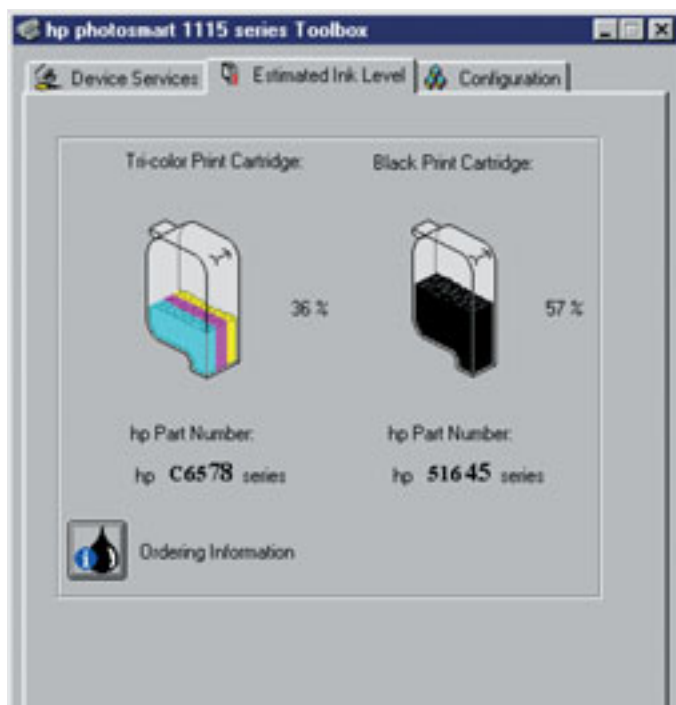 hp photosmart 1115 series Toolbox
Device Services Estimated Ink Level Configuration
Tri-color Print Cartridge: Black Print Cartridge:
36 % 57 %
hp Part Number: hp Part Number:
hp C6578 series hp 51645 series
Ordering Information